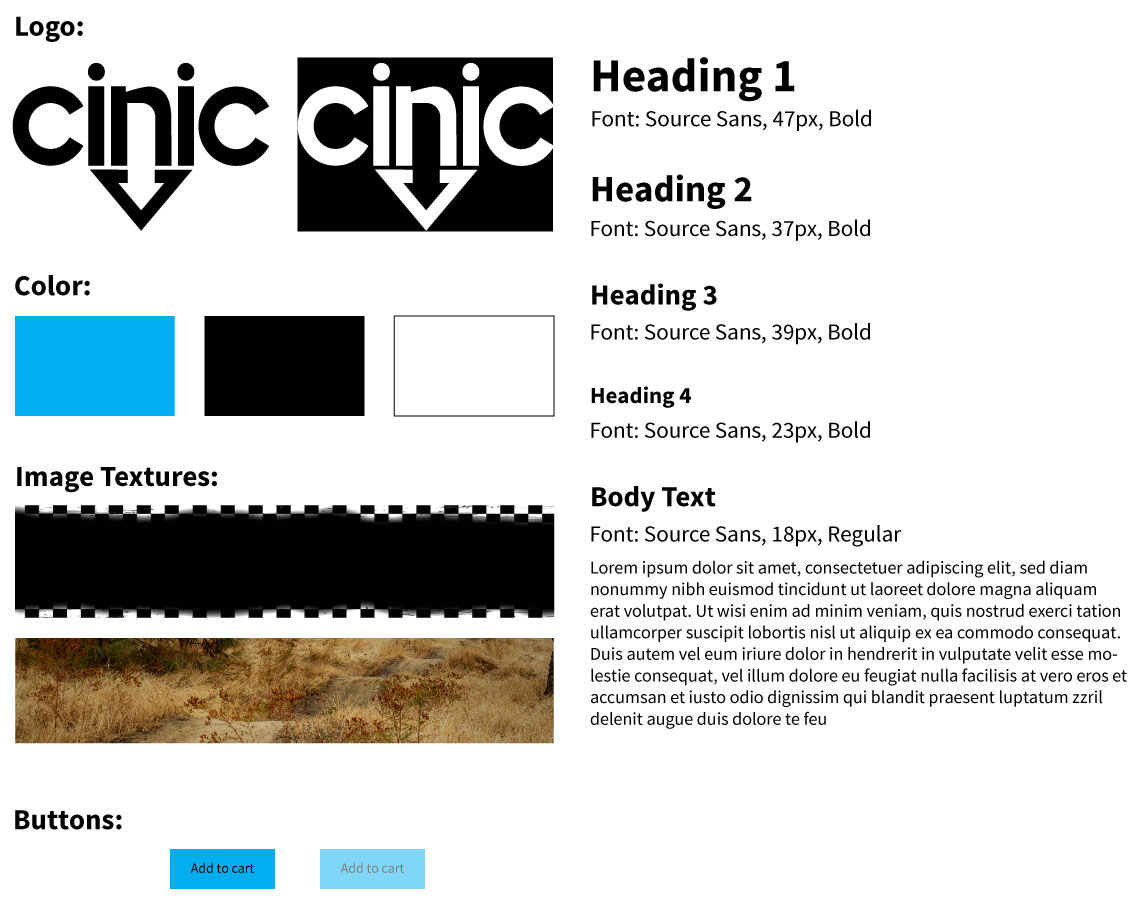 Logo:
cinic
cinic
Color:
Image Textures:
Buttons:
Add to cart
Add to cart
Heading 1
Font: Source Sans, 47px, Bold
Heading 2
Font: Source Sans, 37px, Bold
Heading 3
Font: Source Sans, 39px, Bold
Heading 4
Font: Source Sans, 23px, Bold
Body Text
Font: Source Sans, 18px, Regular
Lorem ipsum dolor sit amet, consectetuer adipiscing elit, sed diam
nonummy nibh euismod tincidunt ut laoreet dolore magna aliquam
erat volutpat. Ut wisi enim ad minim veniam, quis nostrud exerci tation
ullamcorper suscipit lobortis nisl ut aliquip ex ea commodo consequat.
Duis autem vel eum iriure dolor in hendrerit in vulputate velit esse mo-
lestie consequat, vel illum dolore eu feugiat nulla facilisis at vero eros et
accumsan et iusto odio dignissim qui blandit praesent luptatum zzril
delenit augue duis dolore te feu